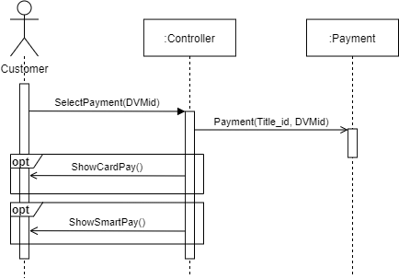 :Controller
:Payment
Customer
SelectPayment(DVMid)
Payment(Title_id, DVMid)
opt
ShowCardPay()
opt
ShowSmartPay()